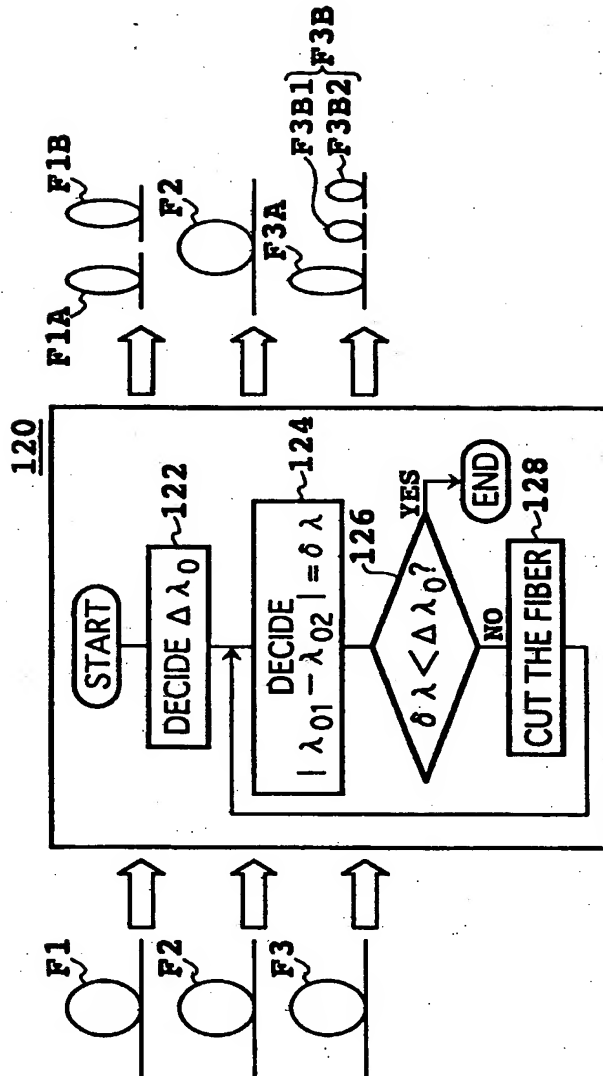 120
F1
F2
F3
START
DECIDE Δλ0
122
DECIDE
|λ01−λ02|=δλ
124
126
δλ<Δλ0?
YES
END
NO
CUT THE FIBER
128
F1A
F1B
F2
F3A
F3B1
F3B2
F3B